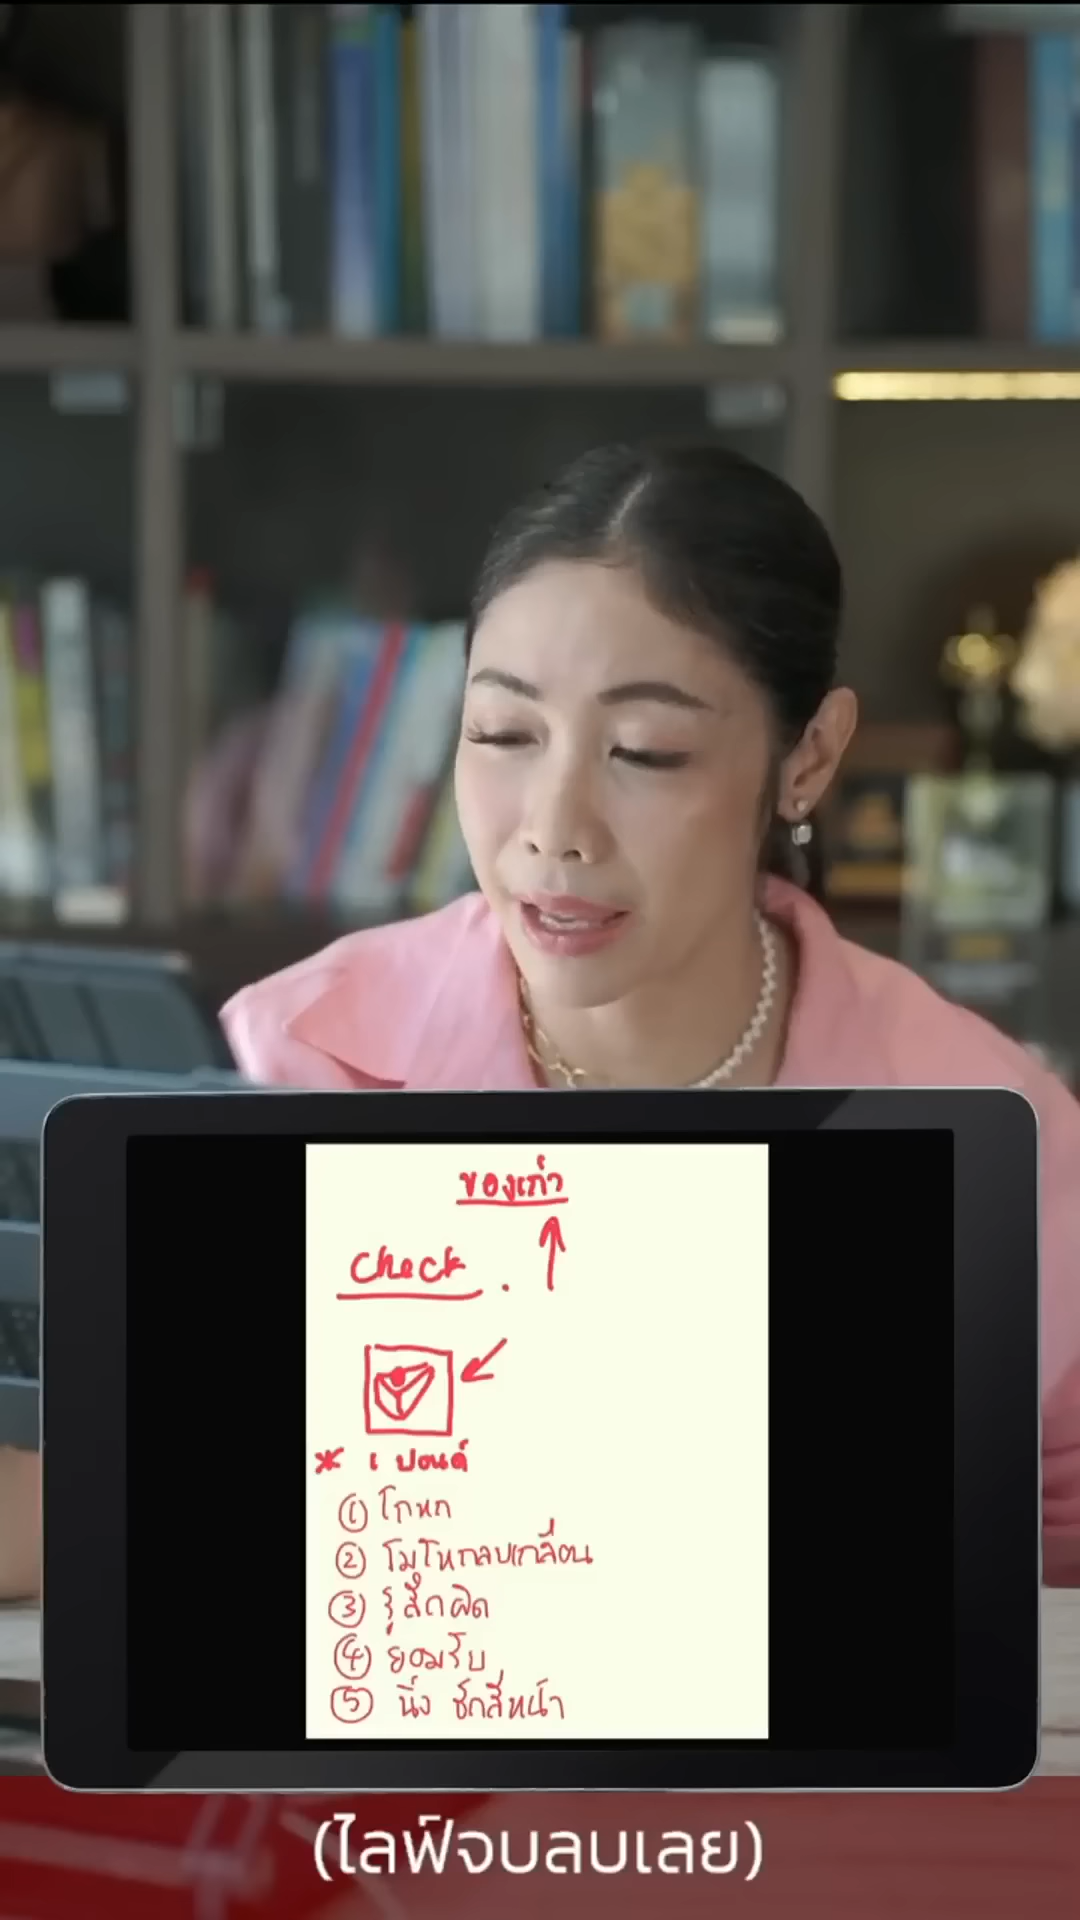 ของเก่า
Check.
* 1 ปอนด์
① โกหก
② โมโหกลบเกลื่อน
③ รู้สึกผิด
④ ยอมรับ
⑤ นิ่ง ชักสีหน้า
(ไลฟ์จบลบเลย)